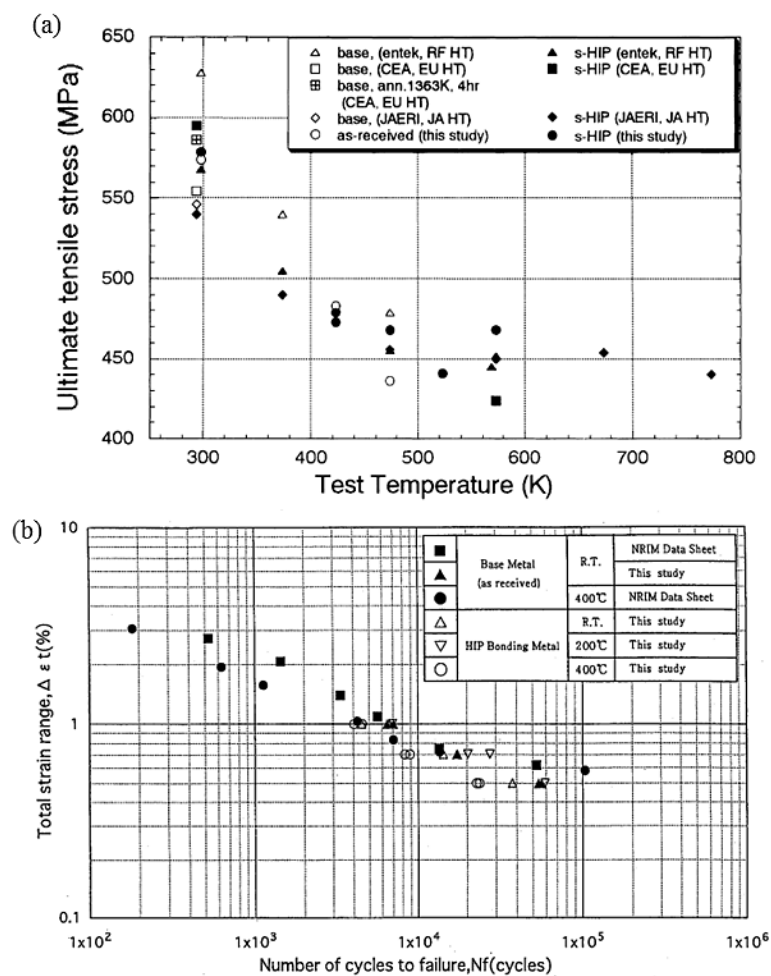 (a)
650
600
550
500
450
400
Ultimate tensile stress (MPa)
base, (entek, RF HT)
base, (CEA, EU HT)
base, ann.1363K, 4hr
(CEA, EU HT)
base, (JAERI, JA HT)
as-received (this study)
s-HIP (entek, RF HT)
s-HIP (CEA, EU HT)
s-HIP (JAERI, JA HT)
s-HIP (this study)
300 400 500 600 700 800
Test Temperature (K)
(b)
10
1
0.1
Total strain range, Δ ε t(%)
Base Metal
(as received)
R.T.
NRIM Data Sheet
This study
400℃
NRIM Data Sheet
HIP Bonding Metal
R.T.
This study
200℃
This study
400℃
This study
1x10² 1x10³ 1x10⁴ 1x10⁵ 1x10⁶
Number of cycles to failure,Nf(cycles)